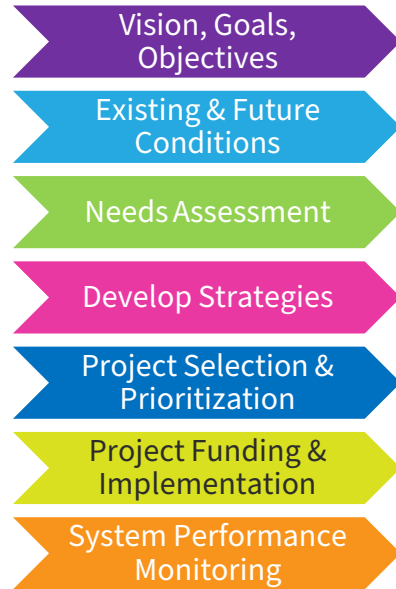 Vision, Goals,
Objectives
Existing & Future
Conditions
Needs Assessment
Develop Strategies
Project Selection &
Prioritization
Project Funding &
Implementation
System Performance
Monitoring